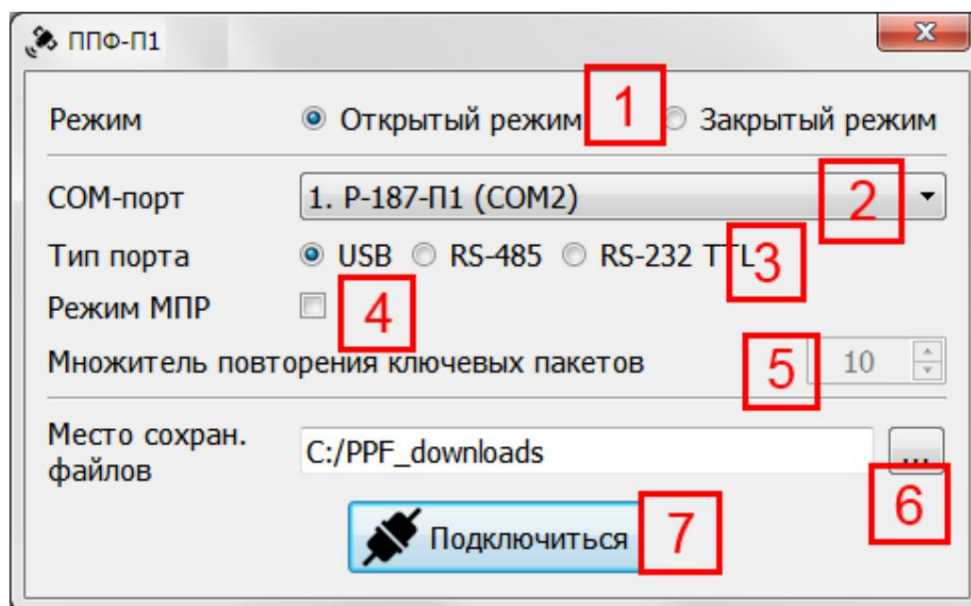 ППФ-П1
Режим Открытый режим 1 Закрытый режим
COM-порт 1. Р-187-П1 (COM2) 2
Тип порта USB RS-485 RS-232 TTL 3
Режим МПР 4
Множитель повторения ключевых пакетов 5 10
Место сохран.
файлов C:/PPF_downloads ... 6
Подключиться 7